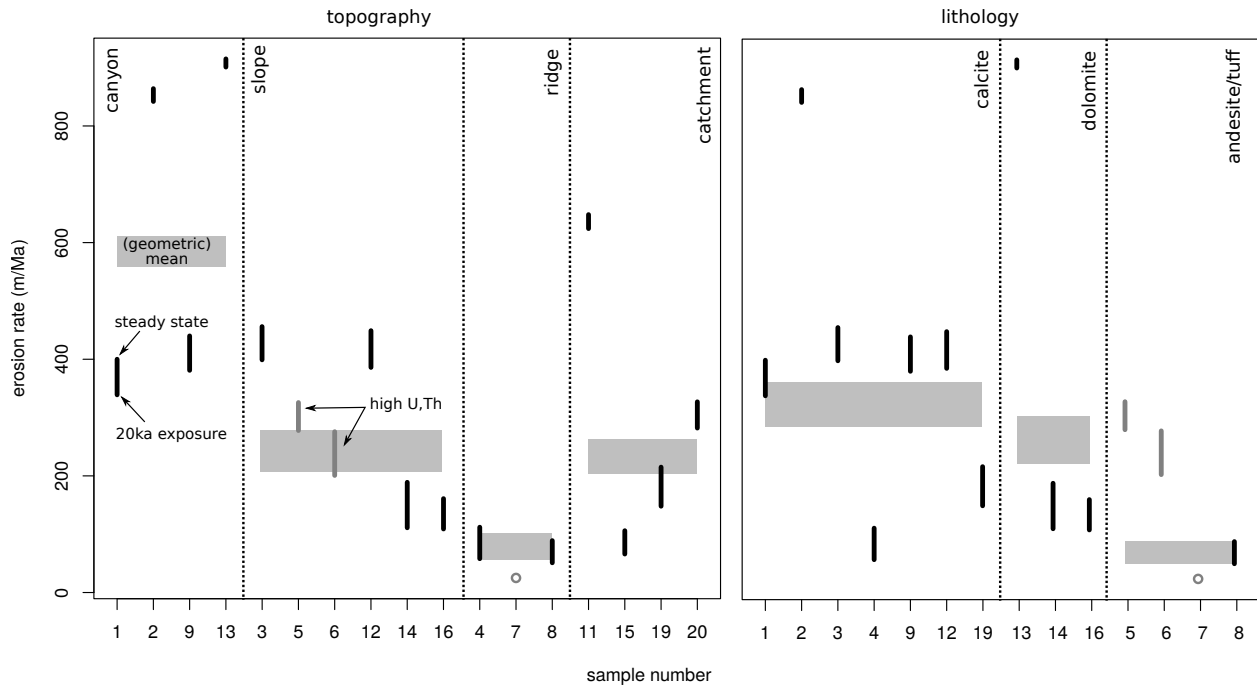 topography
lithology
canyon
slope
ridge
catchment
calcite
dolomite
andesite/tuff
erosion rate (m/Ma)
800
600
400
200
0
(geometric)
mean
steady state
20ka exposure
high U,Th
1 2 9 13 3 5 6 12 14 16 4 7 8 11 15 19 20
1 2 3 4 9 12 19 13 14 16 5 6 7 8
sample number